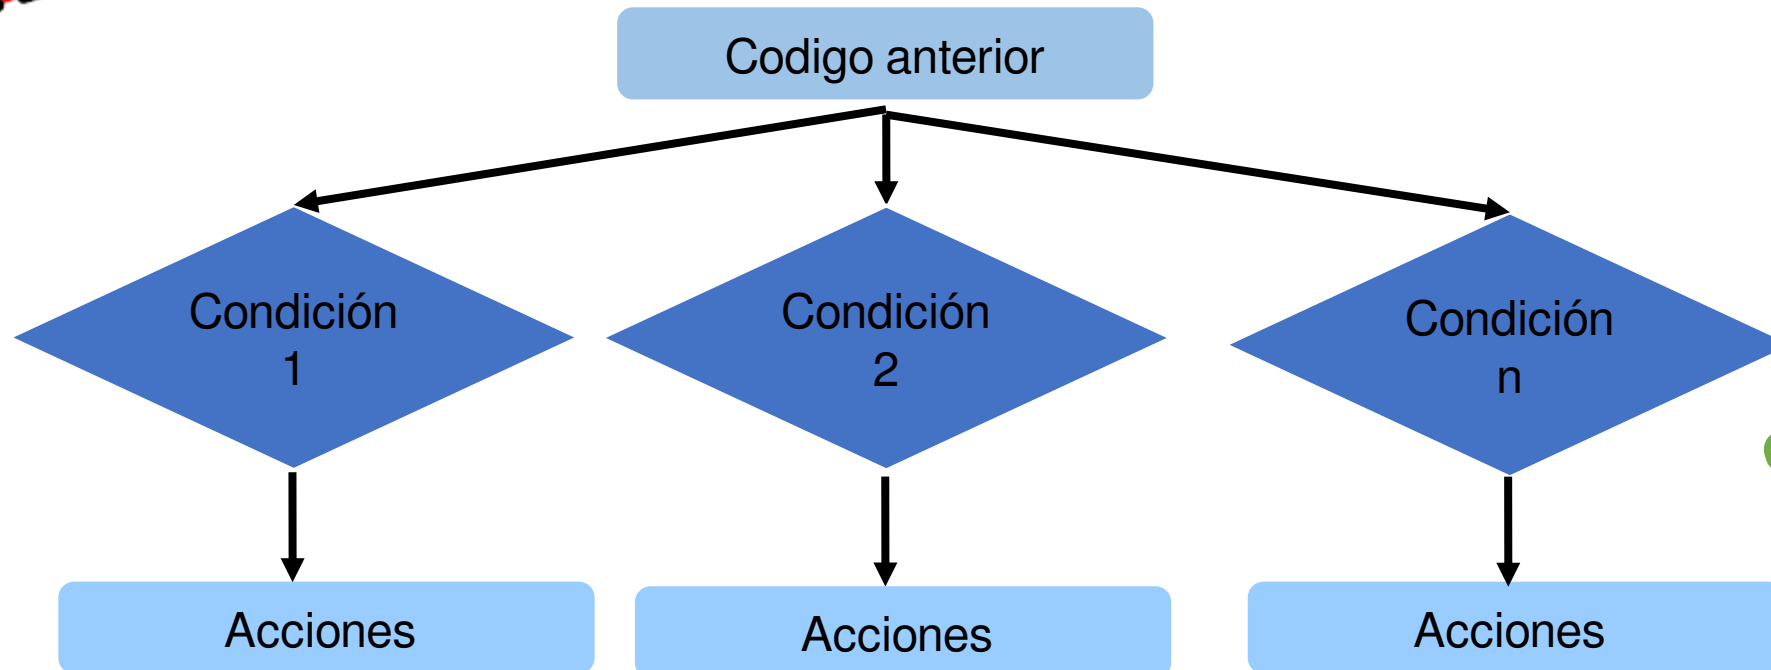 Codigo anterior
Condición
1
Condición
2
Condición
n
Acciones
Acciones
Acciones